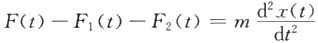 F(t) − F₁(t) − F₂(t) = m d²x(t)/dt²